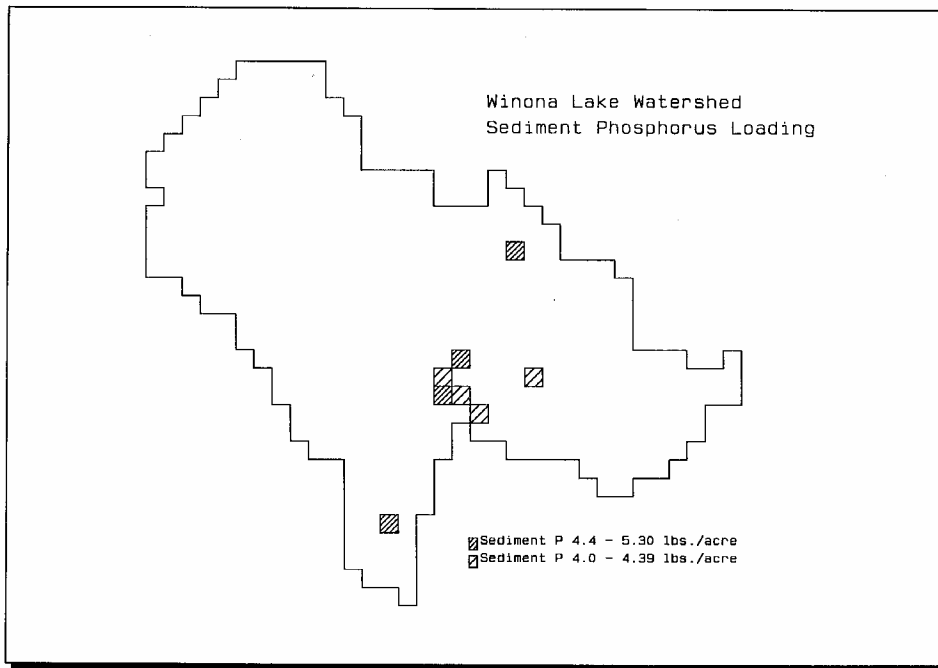 Winona Lake Watershed
Sediment Phosphorus Loading
Sediment P 4.4 - 5.30 lbs./acre
Sediment P 4.0 - 4.39 lbs./acre